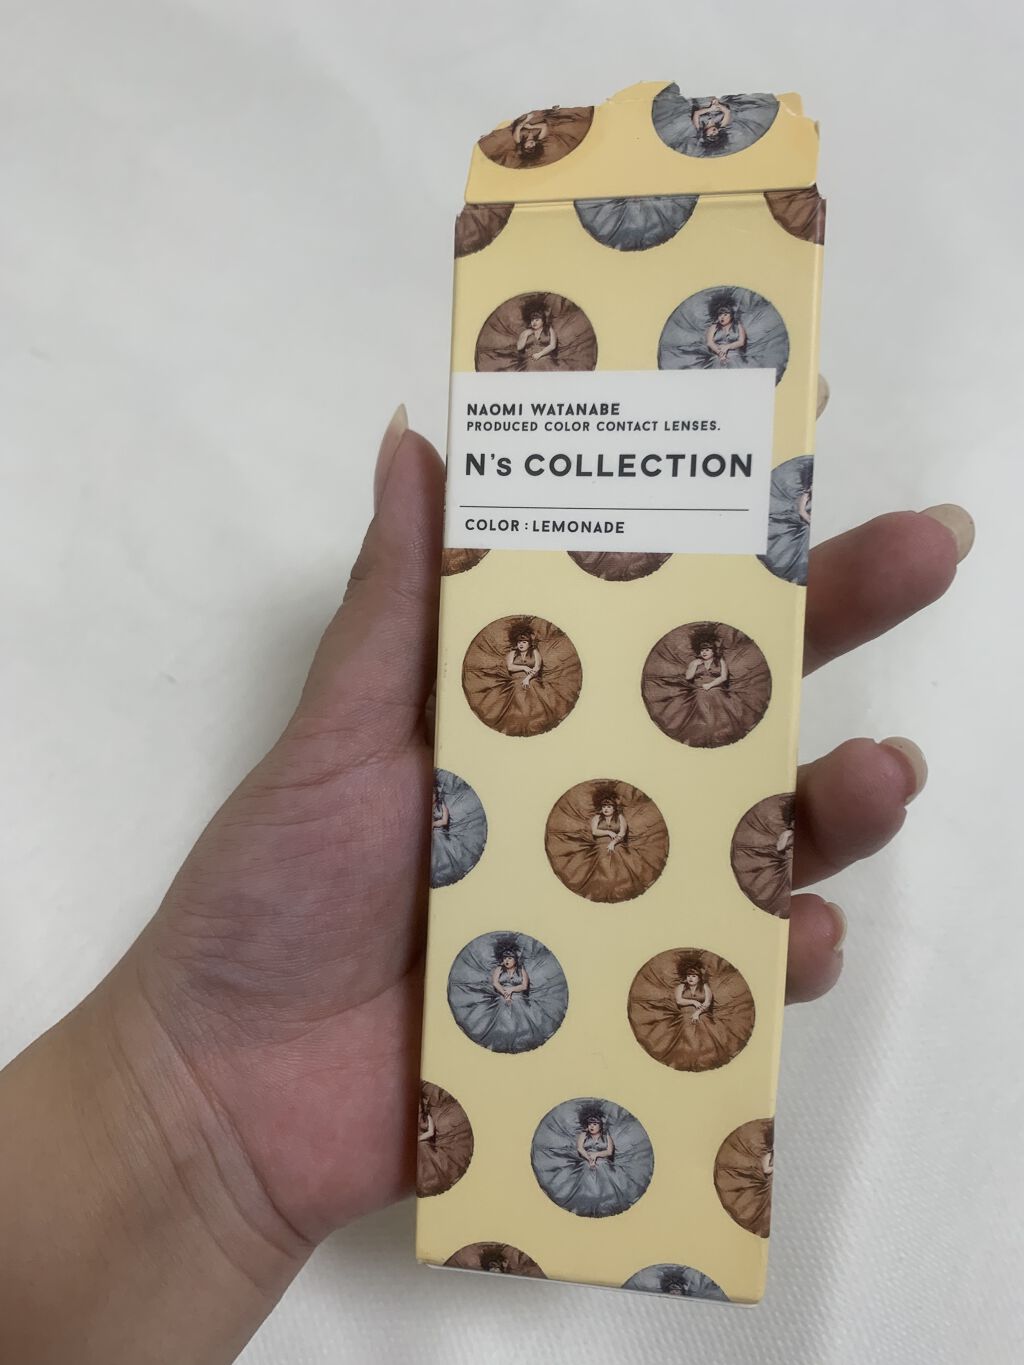 NAOMI WATANABE
PRODUCED COLOR CONTACT LENSES.
N's COLLECTION
COLOR : LEMONADE